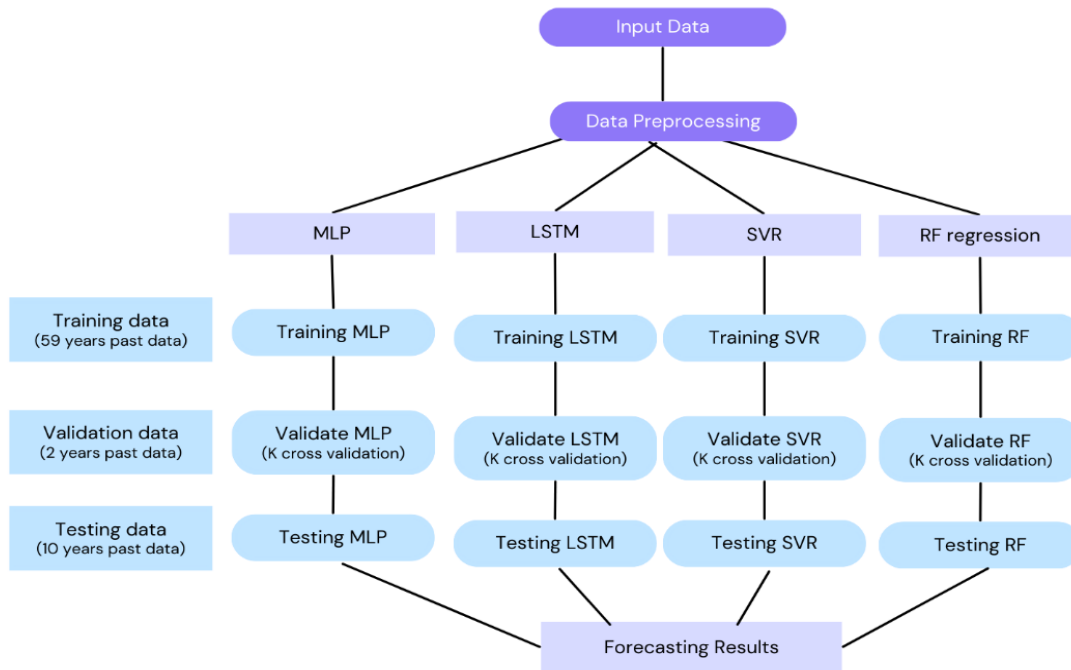 Input Data
Data Preprocessing
MLP
LSTM
SVR
RF regression
Training data
(59 years past data)
Training MLP
Training LSTM
Training SVR
Training RF
Validation data
(2 years past data)
Validate MLP
(K cross validation)
Validate LSTM
(K cross validation)
Validate SVR
(K cross validation)
Validate RF
(K cross validation)
Testing data
(10 years past data)
Testing MLP
Testing LSTM
Testing SVR
Testing RF
Forecasting Results